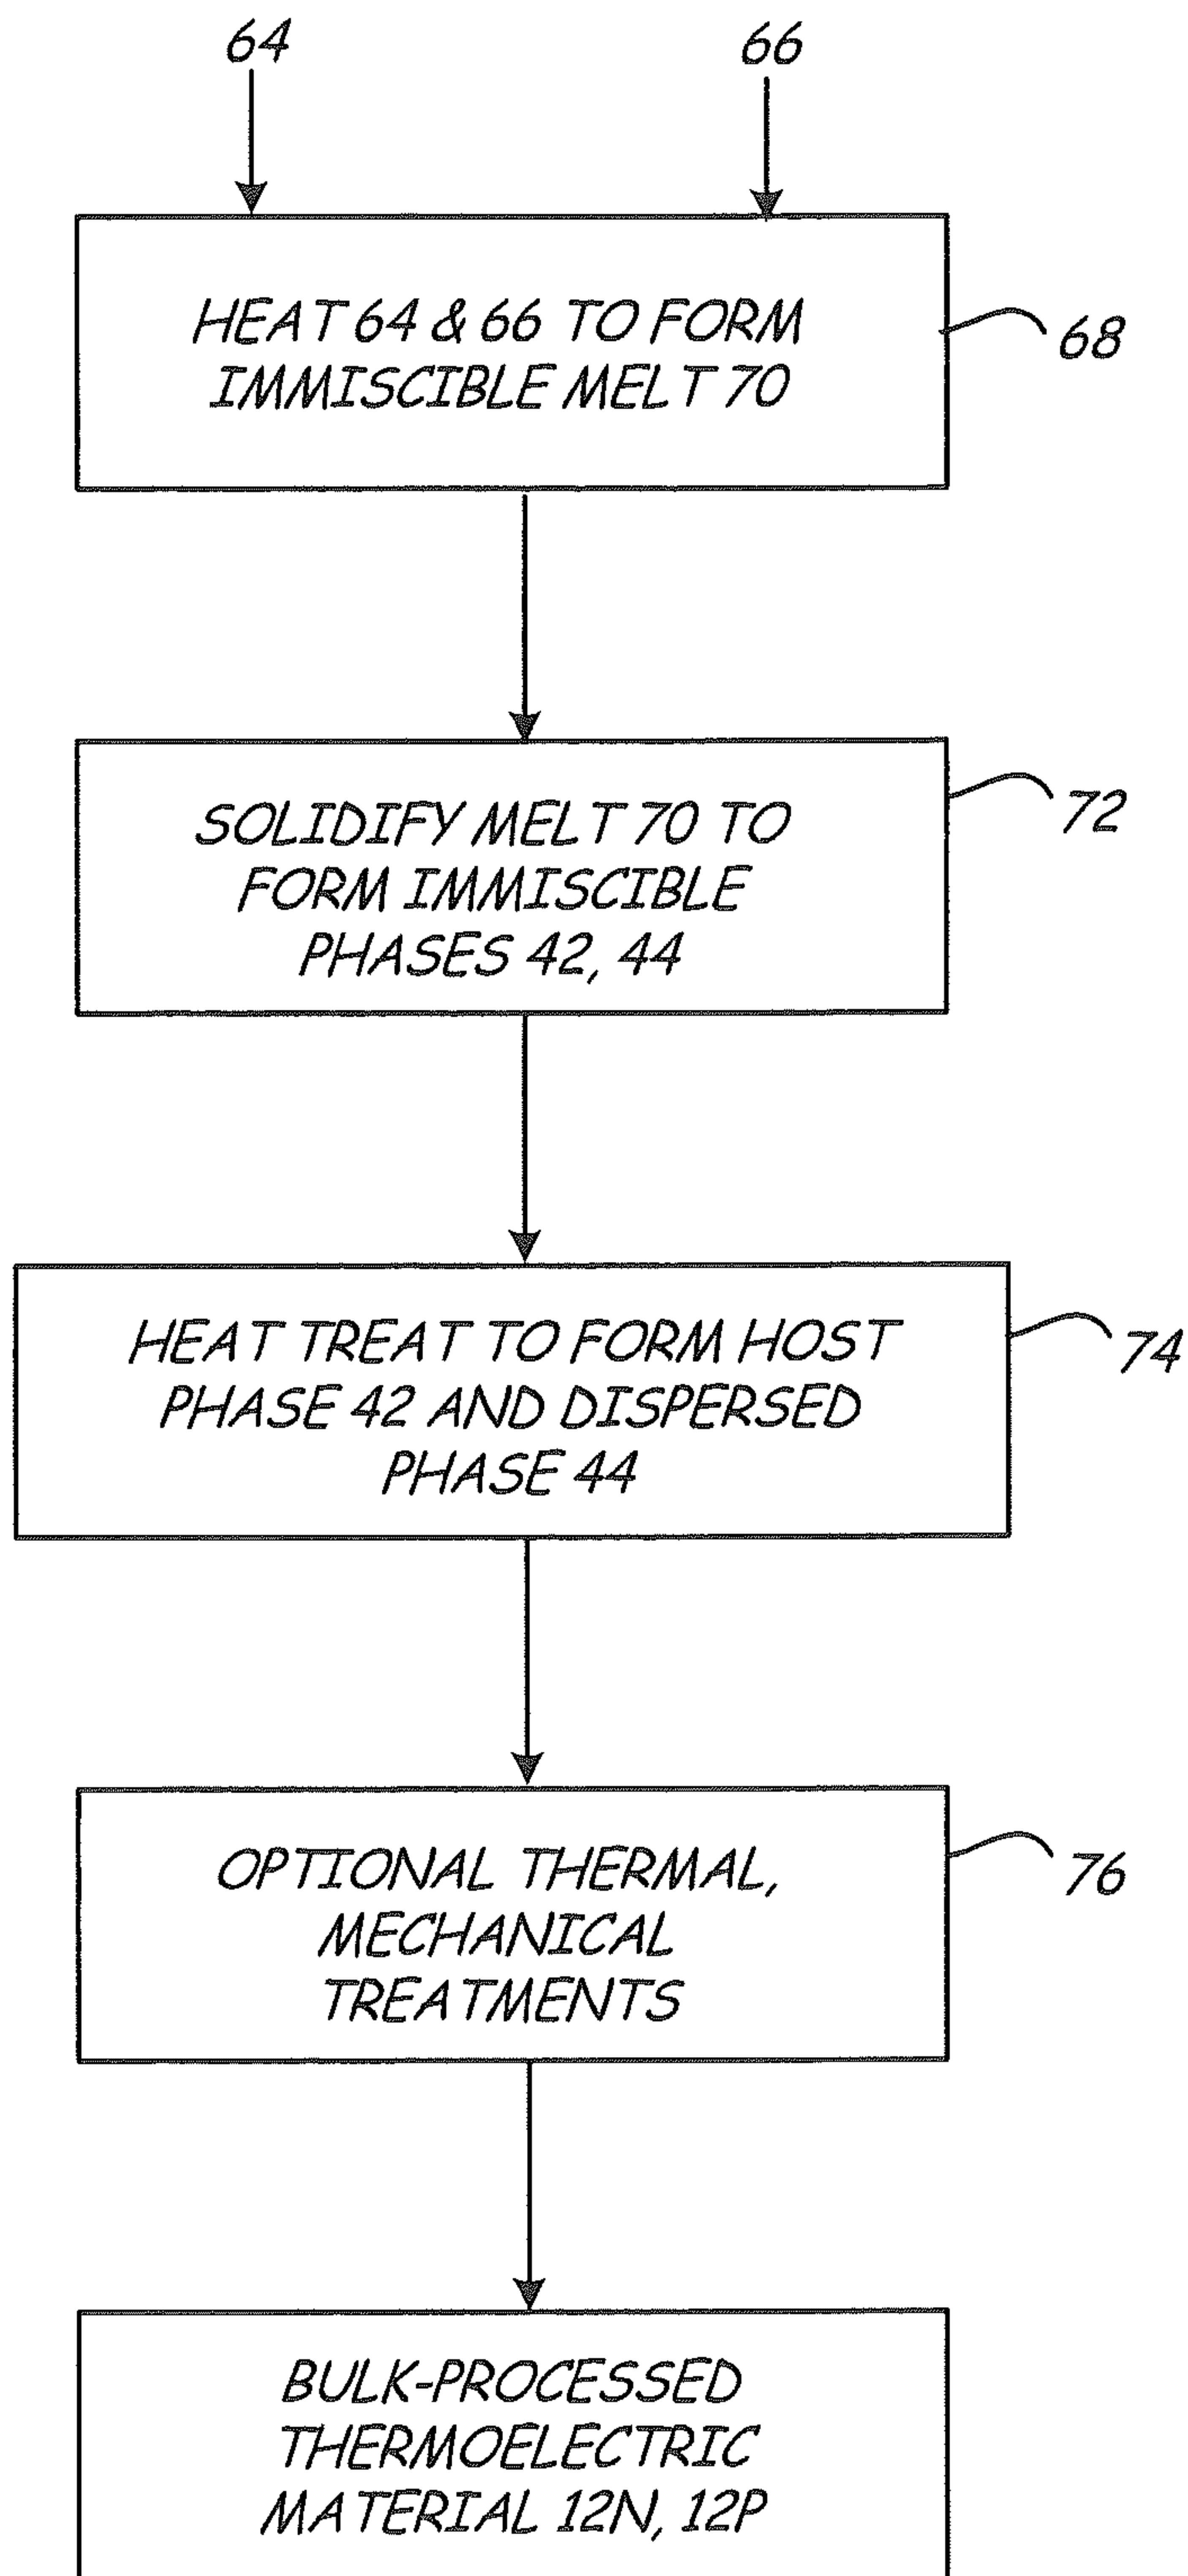 64
66
HEAT 64 & 66 TO FORM
IMMISCIBLE MELT 70
68
SOLIDIFY MELT 70 TO
FORM IMMISCIBLE
PHASES 42, 44
72
HEAT TREAT TO FORM HOST
PHASE 42 AND DISPERSED
PHASE 44
74
OPTIONAL THERMAL,
MECHANICAL
TREATMENTS
76
BULK-PROCESSED
THERMOELECTRIC
MATERIAL 12N, 12P